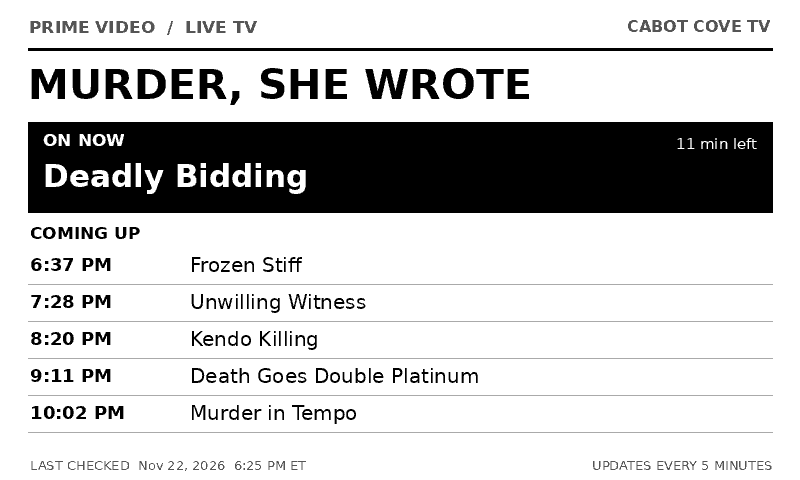 PRIME VIDEO / LIVE TV
CABOT COVE TV
MURDER, SHE WROTE
ON NOW
11 min left
Deadly Bidding
COMING UP
6:37 PM Frozen Stiff
7:28 PM Unwilling Witness
8:20 PM Kendo Killing
9:11 PM Death Goes Double Platinum
10:02 PM Murder in Tempo
LAST CHECKED Nov 22, 2026 6:25 PM ET
UPDATES EVERY 5 MINUTES